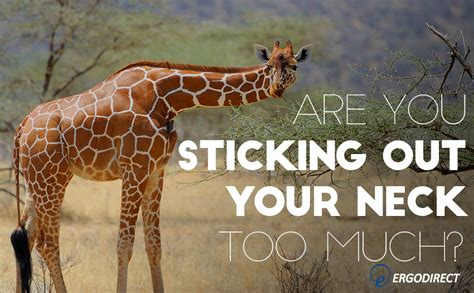 ARE YOU
STICKING OUT
YOUR NECK
TOO MUCH?
ERGODIRECT